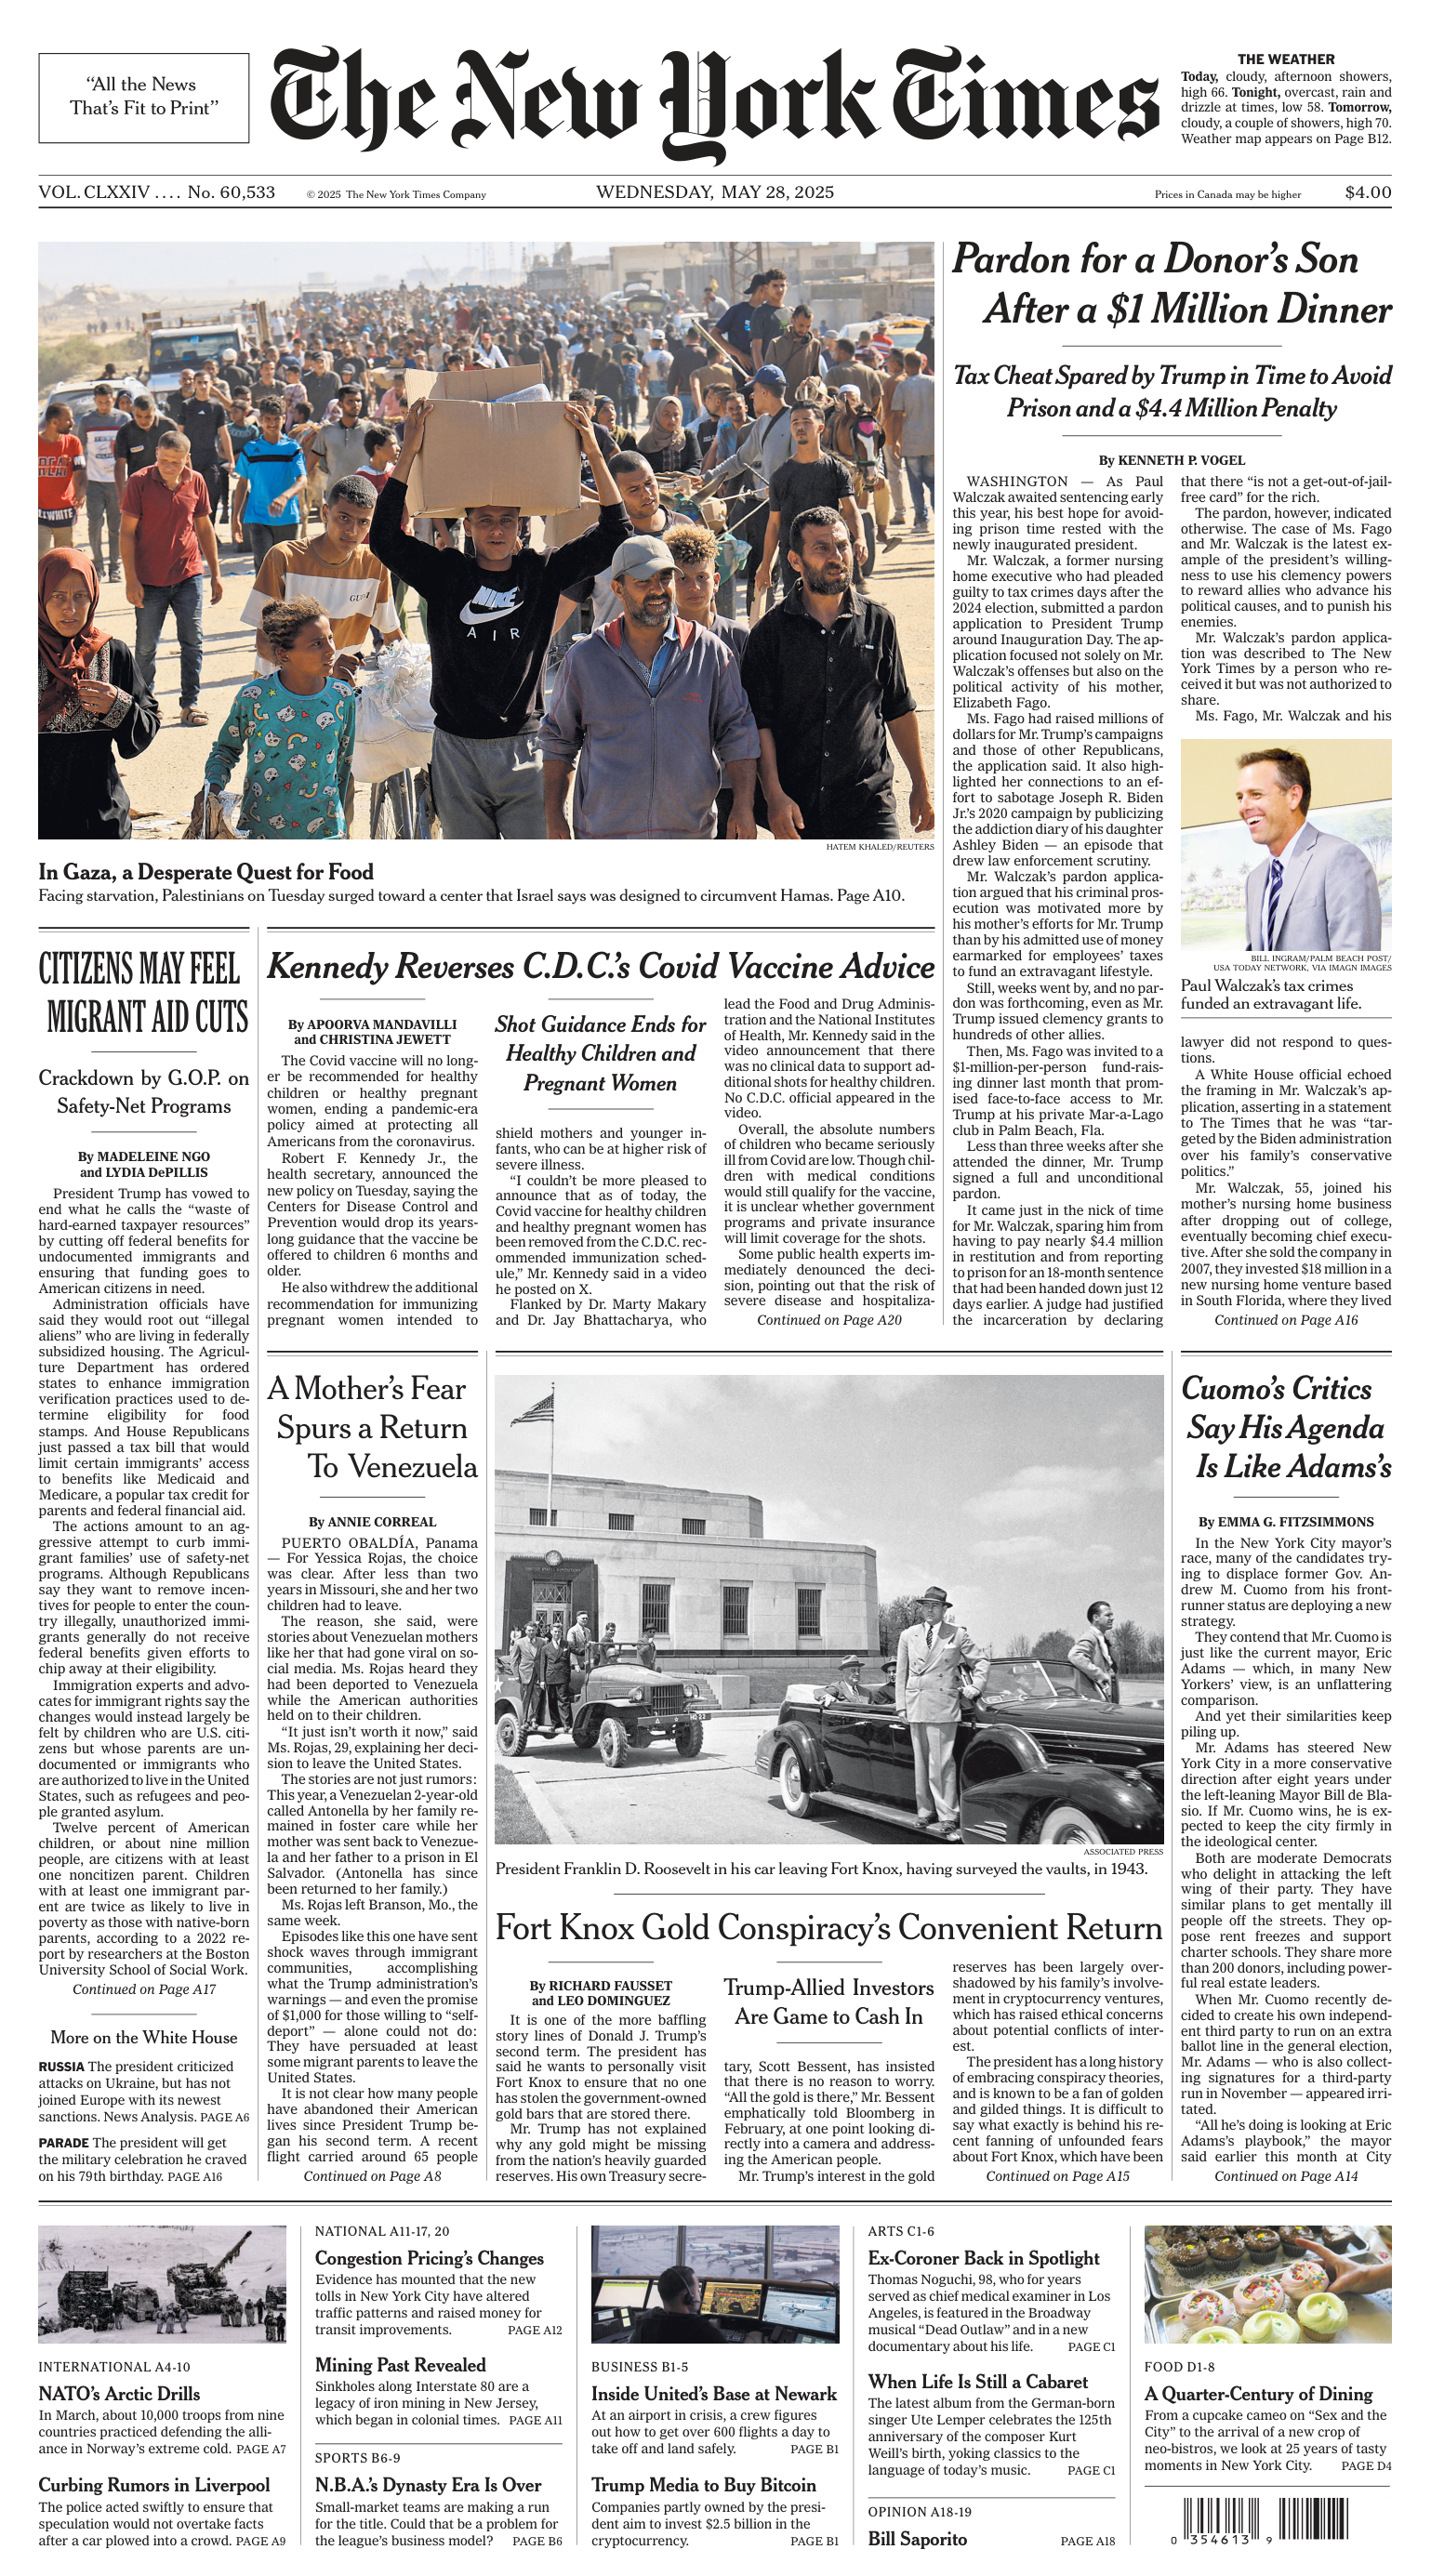 “All the News
That’s Fit to Print”
The New York Times
THE WEATHER
Today, cloudy, afternoon showers,
high 66. Tonight, overcast, rain and
drizzle at times, low 58. Tomorrow,
cloudy, a couple of showers, high 70.
Weather map appears on Page B12.
VOL. CLXXIV .... No. 60,533
© 2025 The New York Times Company
WEDNESDAY, MAY 28, 2025
Prices in Canada may be higher
$4.00
NIKE
AIR
HATEM KHALED/REUTERS
In Gaza, a Desperate Quest for Food
Facing starvation, Palestinians on Tuesday surged toward a center that Israel says was designed to circumvent Hamas. Page A10.
Pardon for a Donor’s Son
After a $1 Million Dinner
Tax Cheat Spared by Trump in Time to Avoid
Prison and a $4.4 Million Penalty
By KENNETH P. VOGEL
WASHINGTON — As Paul
Walczak awaited sentencing early
this year, his best hope for avoid-
ing prison time rested with the
newly inaugurated president.
Mr. Walczak, a former nursing
home executive who had pleaded
guilty to tax crimes days after the
2024 election, submitted a pardon
application to President Trump
around Inauguration Day. The ap-
plication focused not solely on Mr.
Walczak’s offenses but also on the
political activity of his mother,
Elizabeth Fago.
Ms. Fago had raised millions of
dollars for Mr. Trump’s campaigns
and those of other Republicans,
the application said. It also high-
lighted her connections to an ef-
fort to sabotage Joseph R. Biden
Jr.’s 2020 campaign by publicizing
the addiction diary of his daughter
Ashley Biden — an episode that
drew law enforcement scrutiny.
Mr. Walczak’s pardon applica-
tion argued that his criminal pros-
ecution was motivated more by
his mother’s efforts for Mr. Trump
than by his admitted use of money
earmarked for employees’ taxes
to fund an extravagant lifestyle.
Still, weeks went by, and no par-
don was forthcoming, even as Mr.
Trump issued clemency grants to
hundreds of other allies.
Then, Ms. Fago was invited to a
$1-million-per-person fund-rais-
ing dinner last month that prom-
ised face-to-face access to Mr.
Trump at his private Mar-a-Lago
club in Palm Beach, Fla.
Less than three weeks after she
attended the dinner, Mr. Trump
signed a full and unconditional
pardon.
It came just in the nick of time
for Mr. Walczak, sparing him from
having to pay nearly $4.4 million
in restitution and from reporting
to prison for an 18-month sentence
that had been handed down just 12
days earlier. A judge had justified
the incarceration by declaring
that there “is not a get-out-of-jail-
free card” for the rich.
The pardon, however, indicated
otherwise. The case of Ms. Fago
and Mr. Walczak is the latest ex-
ample of the president’s willing-
ness to use his clemency powers
to reward allies who advance his
political causes, and to punish his
enemies.
Mr. Walczak’s pardon applica-
tion was described to The New
York Times by a person who re-
ceived it but was not authorized to
share.
Ms. Fago, Mr. Walczak and his
BILL INGRAM/PALM BEACH POST/
USA TODAY NETWORK, VIA IMAGN IMAGES
Paul Walczak’s tax crimes
funded an extravagant life.
lawyer did not respond to ques-
tions.
A White House official echoed
the framing in Mr. Walczak’s ap-
plication, asserting in a statement
to The Times that he was “tar-
geted by the Biden administration
over his family’s conservative
politics.”
Mr. Walczak, 55, joined his
mother’s nursing home business
after dropping out of college,
eventually becoming chief execu-
tive. After she sold the company in
2007, they invested $18 million in a
new nursing home venture based
in South Florida, where they lived
Continued on Page A16
CITIZENS MAY FEEL
MIGRANT AID CUTS
Crackdown by G.O.P. on
Safety-Net Programs
By MADELEINE NGO
and LYDIA DePILLIS
President Trump has vowed to
end what he calls the “waste of
hard-earned taxpayer resources”
by cutting off federal benefits for
undocumented immigrants and
ensuring that funding goes to
American citizens in need.
Administration officials have
said they would root out “illegal
aliens” who are living in federally
subsidized housing. The Agricul-
ture Department has ordered
states to enhance immigration
verification practices used to de-
termine eligibility for food
stamps. And House Republicans
just passed a tax bill that would
limit certain immigrants’ access
to benefits like Medicaid and
Medicare, a popular tax credit for
parents and federal financial aid.
The actions amount to an ag-
gressive attempt to curb immi-
grant families’ use of safety-net
programs. Although Republicans
say they want to remove incen-
tives for people to enter the coun-
try illegally, unauthorized immi-
grants generally do not receive
federal benefits given efforts to
chip away at their eligibility.
Immigration experts and advo-
cates for immigrant rights say the
changes would instead largely be
felt by children who are U.S. citi-
zens but whose parents are un-
documented or immigrants who
are authorized to live in the United
States, such as refugees and peo-
ple granted asylum.
Twelve percent of American
children, or about nine million
people, are citizens with at least
one noncitizen parent. Children
with at least one immigrant par-
ent are twice as likely to live in
poverty as those with native-born
parents, according to a 2022 re-
port by researchers at the Boston
University School of Social Work.
Continued on Page A17
More on the White House
RUSSIA The president criticized
attacks on Ukraine, but has not
joined Europe with its newest
sanctions. News Analysis. PAGE A6
PARADE The president will get
the military celebration he craved
on his 79th birthday. PAGE A16
Kennedy Reverses C.D.C.’s Covid Vaccine Advice
By APOORVA MANDAVILLI
and CHRISTINA JEWETT
The Covid vaccine will no long-
er be recommended for healthy
children or healthy pregnant
women, ending a pandemic-era
policy aimed at protecting all
Americans from the coronavirus.
Robert F. Kennedy Jr., the
health secretary, announced the
new policy on Tuesday, saying the
Centers for Disease Control and
Prevention would drop its years-
long guidance that the vaccine be
offered to children 6 months and
older.
He also withdrew the additional
recommendation for immunizing
pregnant women intended to
Shot Guidance Ends for
Healthy Children and
Pregnant Women
shield mothers and younger in-
fants, who can be at higher risk of
severe illness.
“I couldn’t be more pleased to
announce that as of today, the
Covid vaccine for healthy children
and healthy pregnant women has
been removed from the C.D.C. rec-
ommended immunization sched-
ule,” Mr. Kennedy said in a video
he posted on X.
Flanked by Dr. Marty Makary
and Dr. Jay Bhattacharya, who
lead the Food and Drug Adminis-
tration and the National Institutes
of Health, Mr. Kennedy said in the
video announcement that there
was no clinical data to support ad-
ditional shots for healthy children.
No C.D.C. official appeared in the
video.
Overall, the absolute numbers
of children who became seriously
ill from Covid are low. Though chil-
dren with medical conditions
would still qualify for the vaccine,
it is unclear whether government
programs and private insurance
will limit coverage for the shots.
Some public health experts im-
mediately denounced the deci-
sion, pointing out that the risk of
severe disease and hospitaliza-
Continued on Page A20
A Mother’s Fear
Spurs a Return
To Venezuela
By ANNIE CORREAL
PUERTO OBALDÍA, Panama
— For Yessica Rojas, the choice
was clear. After less than two
years in Missouri, she and her two
children had to leave.
The reason, she said, were
stories about Venezuelan mothers
like her that had gone viral on so-
cial media. Ms. Rojas heard they
had been deported to Venezuela
while the American authorities
held on to their children.
“It just isn’t worth it now,” said
Ms. Rojas, 29, explaining her deci-
sion to leave the United States.
The stories are not just rumors:
This year, a Venezuelan 2-year-old
called Antonella by her family re-
mained in foster care while her
mother was sent back to Venezue-
la and her father to a prison in El
Salvador. (Antonella has since
been returned to her family.)
Ms. Rojas left Branson, Mo., the
same week.
Episodes like this one have sent
shock waves through immigrant
communities, accomplishing
what the Trump administration’s
warnings — and even the promise
of $1,000 for those willing to “self-
deport” — alone could not do:
They have persuaded at least
some migrant parents to leave the
United States.
It is not clear how many people
have abandoned their American
lives since President Trump be-
gan his second term. A recent
flight carried around 65 people
Continued on Page A8
ASSOCIATED PRESS
President Franklin D. Roosevelt in his car leaving Fort Knox, having surveyed the vaults, in 1943.
Fort Knox Gold Conspiracy’s Convenient Return
By RICHARD FAUSSET
and LEO DOMINGUEZ
It is one of the more baffling
story lines of Donald J. Trump’s
second term. The president has
said he wants to personally visit
Fort Knox to ensure that no one
has stolen the government-owned
gold bars that are stored there.
Mr. Trump has not explained
why any gold might be missing
from the nation’s heavily guarded
reserves. His own Treasury secre-
Trump-Allied Investors
Are Game to Cash In
tary, Scott Bessent, has insisted
that there is no reason to worry.
“All the gold is there,” Mr. Bessent
emphatically told Bloomberg in
February, at one point looking di-
rectly into a camera and address-
ing the American people.
Mr. Trump’s interest in the gold
reserves has been largely over-
shadowed by his family’s involve-
ment in cryptocurrency ventures,
which has raised ethical concerns
about potential conflicts of inter-
est.
The president has a long history
of embracing conspiracy theories,
and is known to be a fan of golden
and gilded things. It is difficult to
say what exactly is behind his re-
cent fanning of unfounded fears
about Fort Knox, which have been
Continued on Page A15
Cuomo’s Critics
Say His Agenda
Is Like Adams’s
By EMMA G. FITZSIMMONS
In the New York City mayor’s
race, many of the candidates try-
ing to displace former Gov. An-
drew M. Cuomo from his front-
runner status are deploying a new
strategy.
They contend that Mr. Cuomo is
just like the current mayor, Eric
Adams — which, in many New
Yorkers’ view, is an unflattering
comparison.
And yet their similarities keep
piling up.
Mr. Adams has steered New
York City in a more conservative
direction after eight years under
the left-leaning Mayor Bill de Bla-
sio. If Mr. Cuomo wins, he is ex-
pected to keep the city firmly in
the ideological center.
Both are moderate Democrats
who delight in attacking the left
wing of their party. They have
similar plans to get mentally ill
people off the streets. They op-
pose rent freezes and support
charter schools. They share more
than 200 donors, including power-
ful real estate leaders.
When Mr. Cuomo recently de-
cided to create his own independ-
ent third party to run on an extra
ballot line in the general election,
Mr. Adams — who is also collect-
ing signatures for a third-party
run in November — appeared irri-
tated.
“All he’s doing is looking at Eric
Adams’s playbook,” the mayor
said earlier this month at City
Continued on Page A14
INTERNATIONAL A4-10
NATO’s Arctic Drills
In March, about 10,000 troops from nine
countries practiced defending the alli-
ance in Norway’s extreme cold. PAGE A7
Curbing Rumors in Liverpool
The police acted swiftly to ensure that
speculation would not overtake facts
after a car plowed into a crowd. PAGE A9
NATIONAL A11-17, 20
Congestion Pricing’s Changes
Evidence has mounted that the new
tolls in New York City have altered
traffic patterns and raised money for
transit improvements. PAGE A12
Mining Past Revealed
Sinkholes along Interstate 80 are a
legacy of iron mining in New Jersey,
which began in colonial times. PAGE A11
SPORTS B6-9
N.B.A.’s Dynasty Era Is Over
Small-market teams are making a run
for the title. Could that be a problem for
the league’s business model? PAGE B6
BUSINESS B1-5
Inside United’s Base at Newark
At an airport in crisis, a crew figures
out how to get over 600 flights a day to
take off and land safely. PAGE B1
Trump Media to Buy Bitcoin
Companies partly owned by the presi-
dent aim to invest $2.5 billion in the
cryptocurrency. PAGE B1
ARTS C1-6
Ex-Coroner Back in Spotlight
Thomas Noguchi, 98, who for years
served as chief medical examiner in Los
Angeles, is featured in the Broadway
musical “Dead Outlaw” and in a new
documentary about his life. PAGE C1
When Life Is Still a Cabaret
The latest album from the German-born
singer Ute Lemper celebrates the 125th
anniversary of the composer Kurt
Weill’s birth, yoking classics to the
language of today’s music. PAGE C1
OPINION A18-19
Bill Saporito PAGE A18
FOOD D1-8
A Quarter-Century of Dining
From a cupcake cameo on “Sex and the
City” to the arrival of a new crop of
neo-bistros, we look at 25 years of tasty
moments in New York City. PAGE D4
0 354613 9